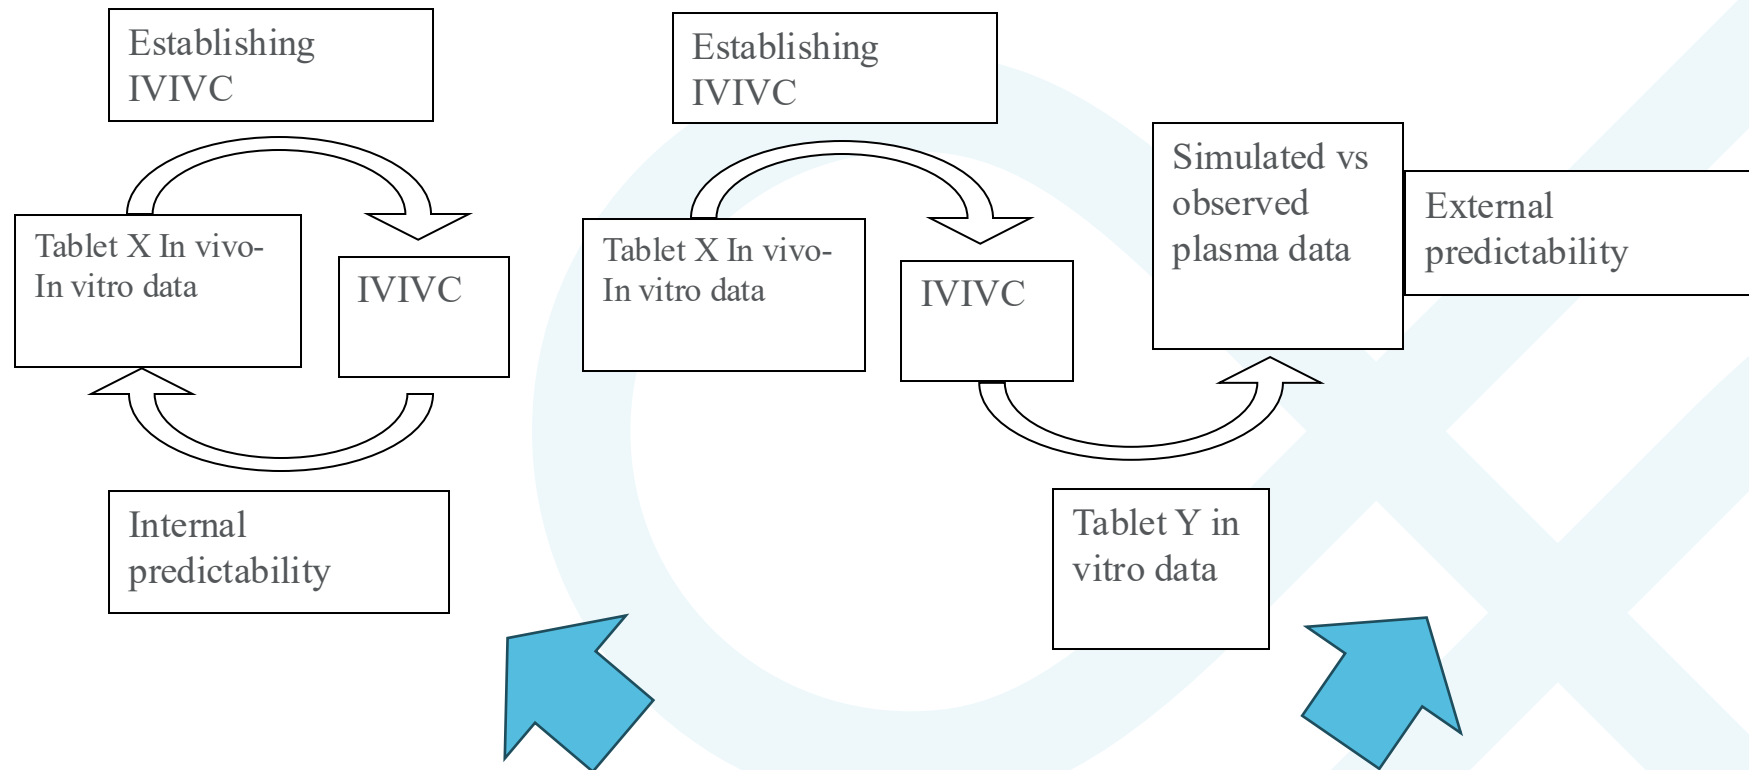 Establishing
IVIVC
Tablet X In vivo-
In vitro data
IVIVC
Internal
predictability
Establishing
IVIVC
Tablet X In vivo-
In vitro data
IVIVC
Simulated vs
observed
plasma data
External
predictability
Tablet Y in
vitro data